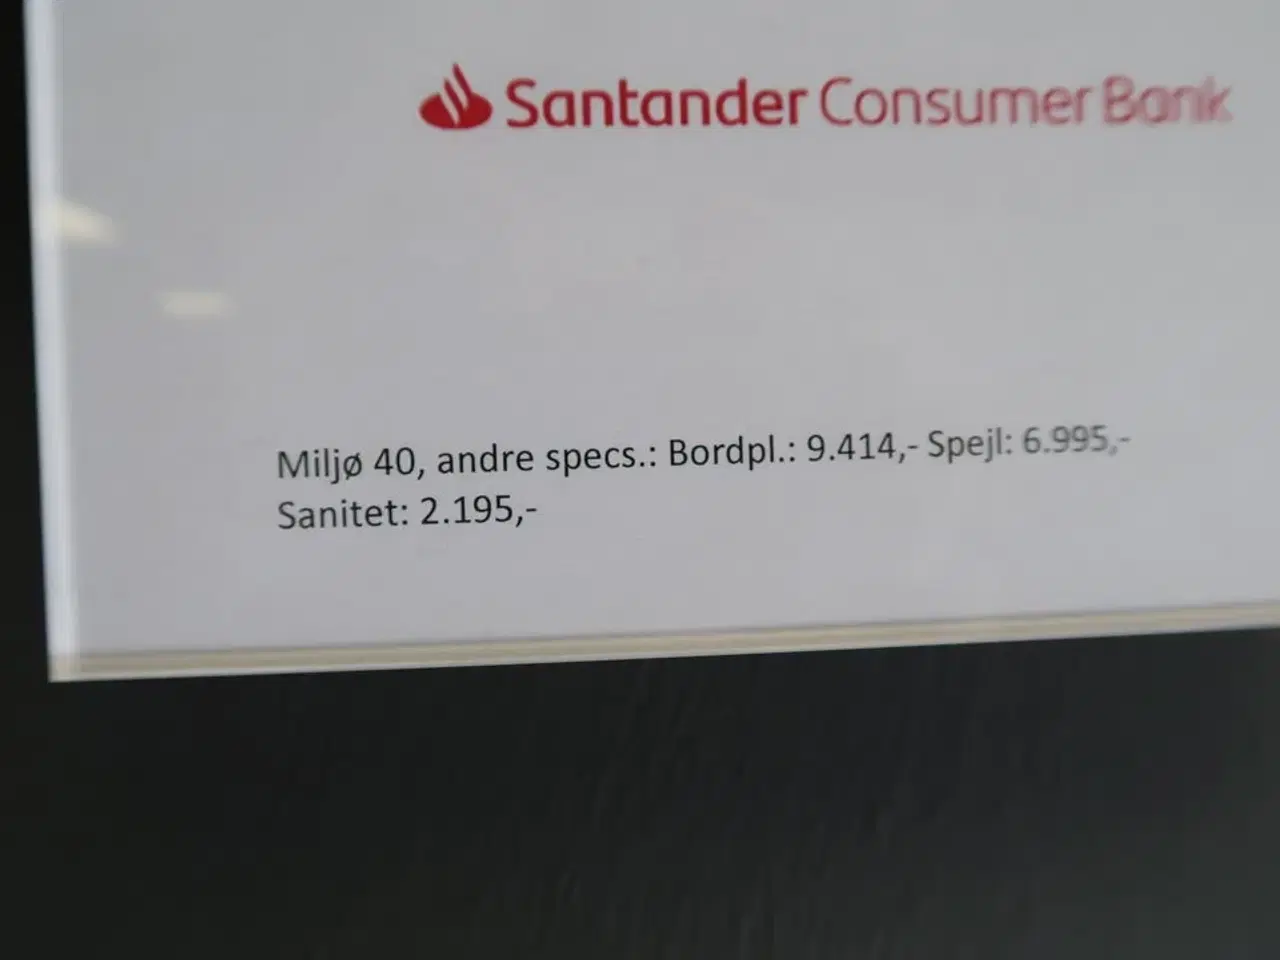 Santander Consumer Bank
Miljø 40, andre specs.: Bordpl.: 9.414,- Spejl: 6.995,-
Sanitet: 2.195,-